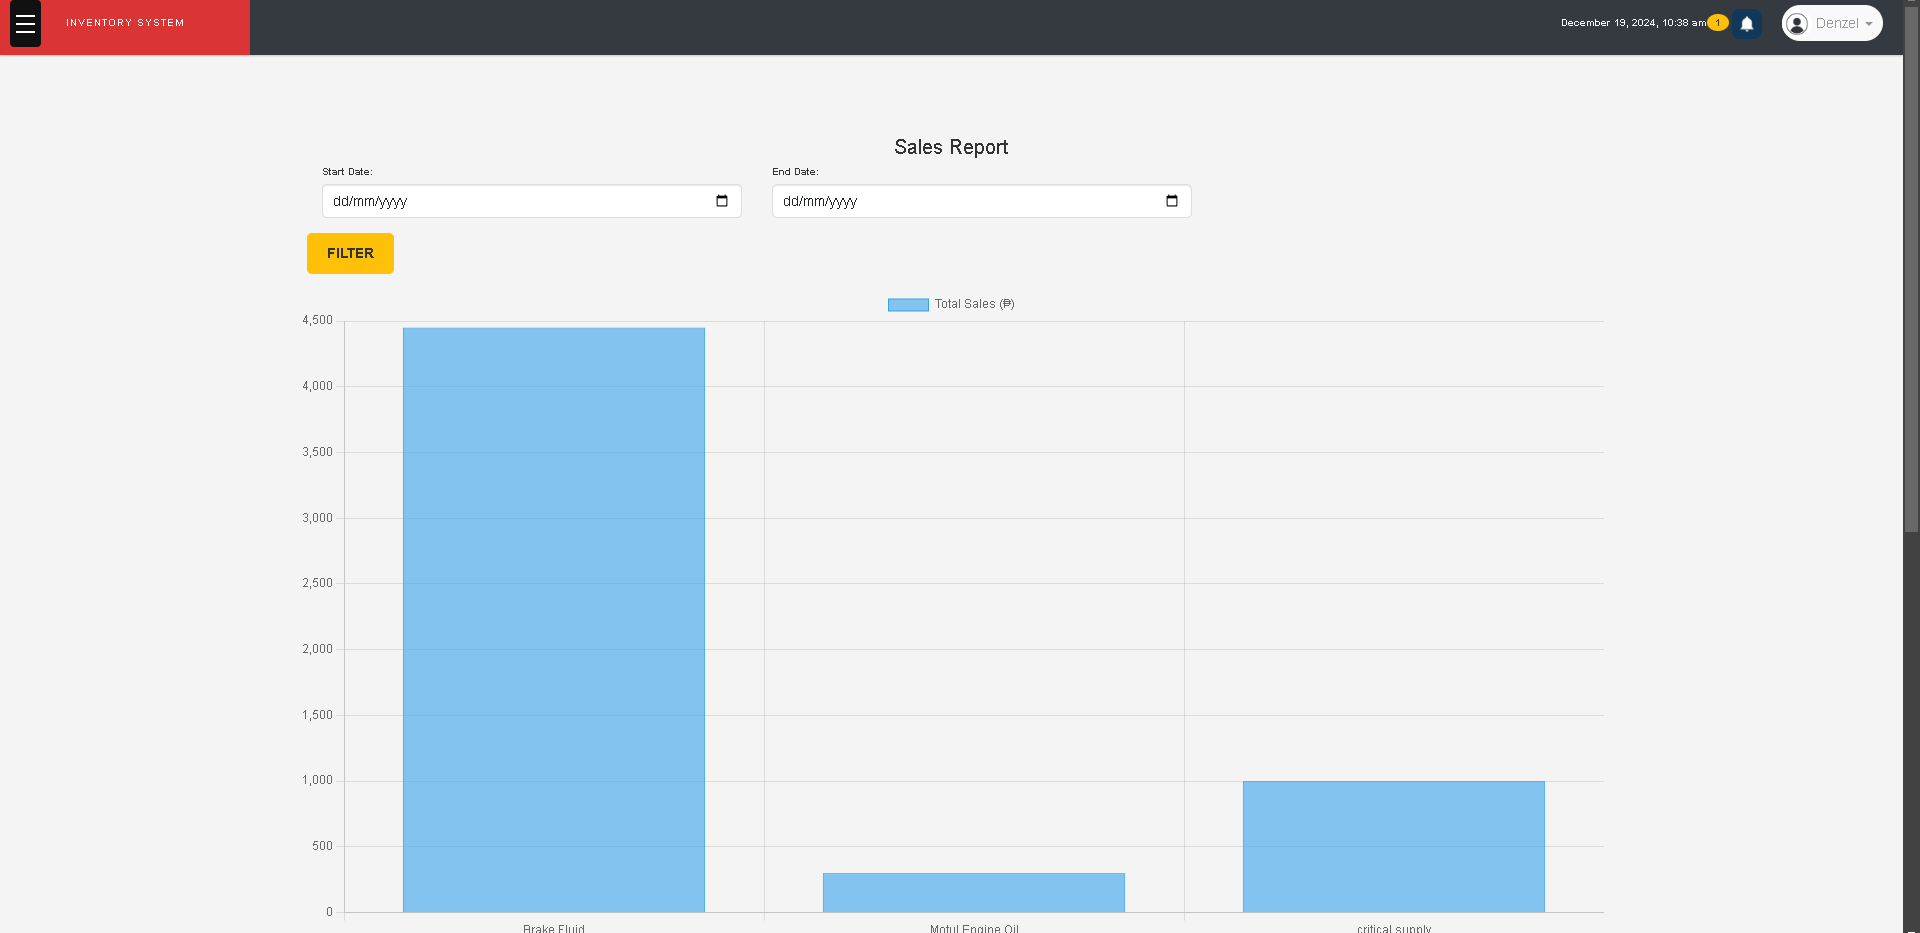 INVENTORY SYSTEM
December 19, 2024, 10:38 am 1
Denzel
Sales Report
Start Date:
End Date:
dd/mm/yyyy
dd/mm/yyyy
FILTER
Total Sales (₱)
4,500
4,000
3,500
3,000
2,500
2,000
1,500
1,000
500
0
Brake Fluid
Motul Engine Oil
critical supply